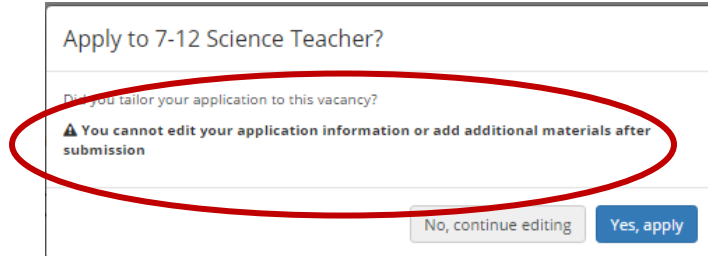 Apply to 7-12 Science Teacher?
Did you tailor your application to this vacancy?
⚠ You cannot edit your application information or add additional materials after
submission
No, continue editing
Yes, apply